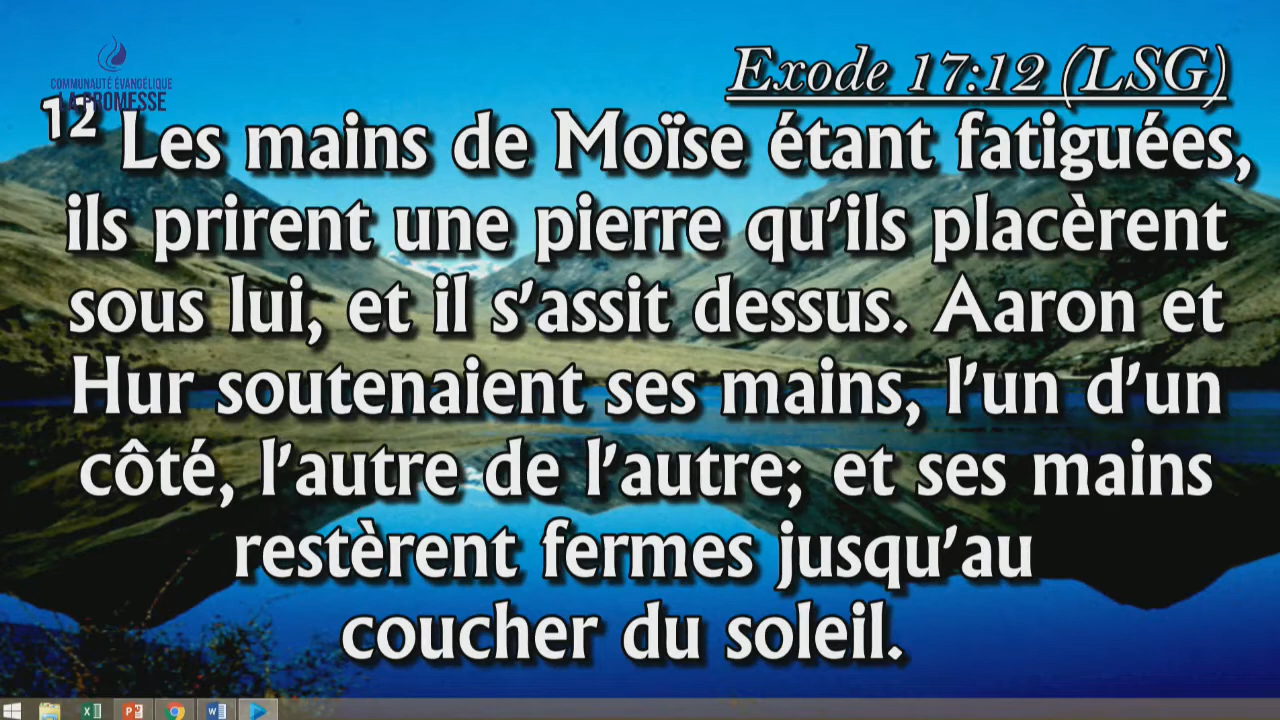 COMMUNAUTÉ ÉVANGÉLIQUE
LA PROMESSE
Exode 17:12 (LSG)
12 Les mains de Moïse étant fatiguées,
ils prirent une pierre qu’ils placèrent
sous lui, et il s’assit dessus. Aaron et
Hur soutenaient ses mains, l’un d’un
côté, l’autre de l’autre; et ses mains
restèrent fermes jusqu’au
coucher du soleil.